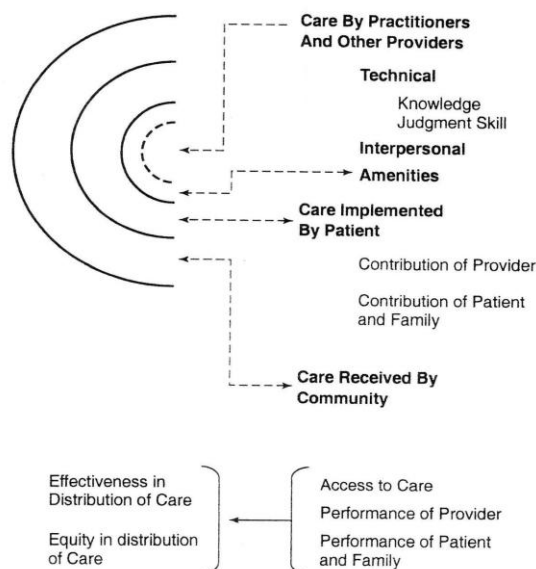 Care By Practitioners
And Other Providers
Technical
Knowledge
Judgment Skill
Interpersonal
Amenities
Care Implemented
By Patient
Contribution of Provider
Contribution of Patient
and Family
Care Received By
Community
Effectiveness in
Distribution of Care
Equity in distribution
of Care
Access to Care
Performance of Provider
Performance of Patient
and Family